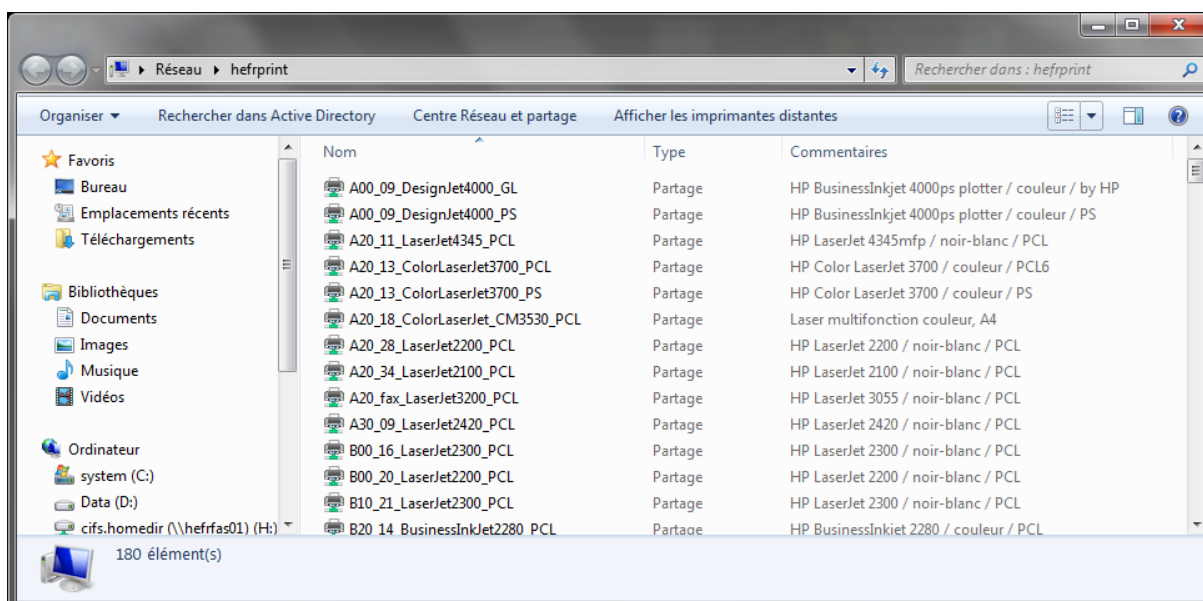 Réseau hefrprint
Rechercher dans : hefrprint
Organiser Rechercher dans Active Directory Centre Réseau et partage Afficher les imprimantes distantes
Favoris
Bureau
Emplacements récents
Téléchargements
Bibliothèques
Documents
Images
Musique
Vidéos
Ordinateur
system (C:)
Data (D:)
cifs.homedir (\\hefrfas01) (H:)
Nom Type Commentaires
A00_09_DesignJet4000_GL Partage HP BusinessInkjet 4000ps plotter / couleur / by HP
A00_09_DesignJet4000_PS Partage HP BusinessInkjet 4000ps plotter / couleur / PS
A20_11_LaserJet4345_PCL Partage HP LaserJet 4345mfp / noir-blanc / PCL
A20_13_ColorLaserJet3700_PCL Partage HP Color LaserJet 3700 / couleur / PCL6
A20_13_ColorLaserJet3700_PS Partage HP Color LaserJet 3700 / couleur / PS
A20_18_ColorLaserJet_CM3530_PCL Partage Laser multifonction couleur, A4
A20_28_LaserJet2200_PCL Partage HP LaserJet 2200 / noir-blanc / PCL
A20_34_LaserJet2100_PCL Partage HP LaserJet 2100 / noir-blanc / PCL
A20_fax_LaserJet3200_PCL Partage HP LaserJet 3055 / noir-blanc / PCL
A30_09_LaserJet2420_PCL Partage HP LaserJet 2420 / noir-blanc / PCL
B00_16_LaserJet2300_PCL Partage HP LaserJet 2300 / noir-blanc / PCL
B00_20_LaserJet2200_PCL Partage HP LaserJet 2200 / noir-blanc / PCL
B10_21_LaserJet2300_PCL Partage HP LaserJet 2300 / noir-blanc / PCL
B20_14_BusinessInkJet2280_PCL Partage HP BusinessInkjet 2280 / couleur / PCL
180 élément(s)